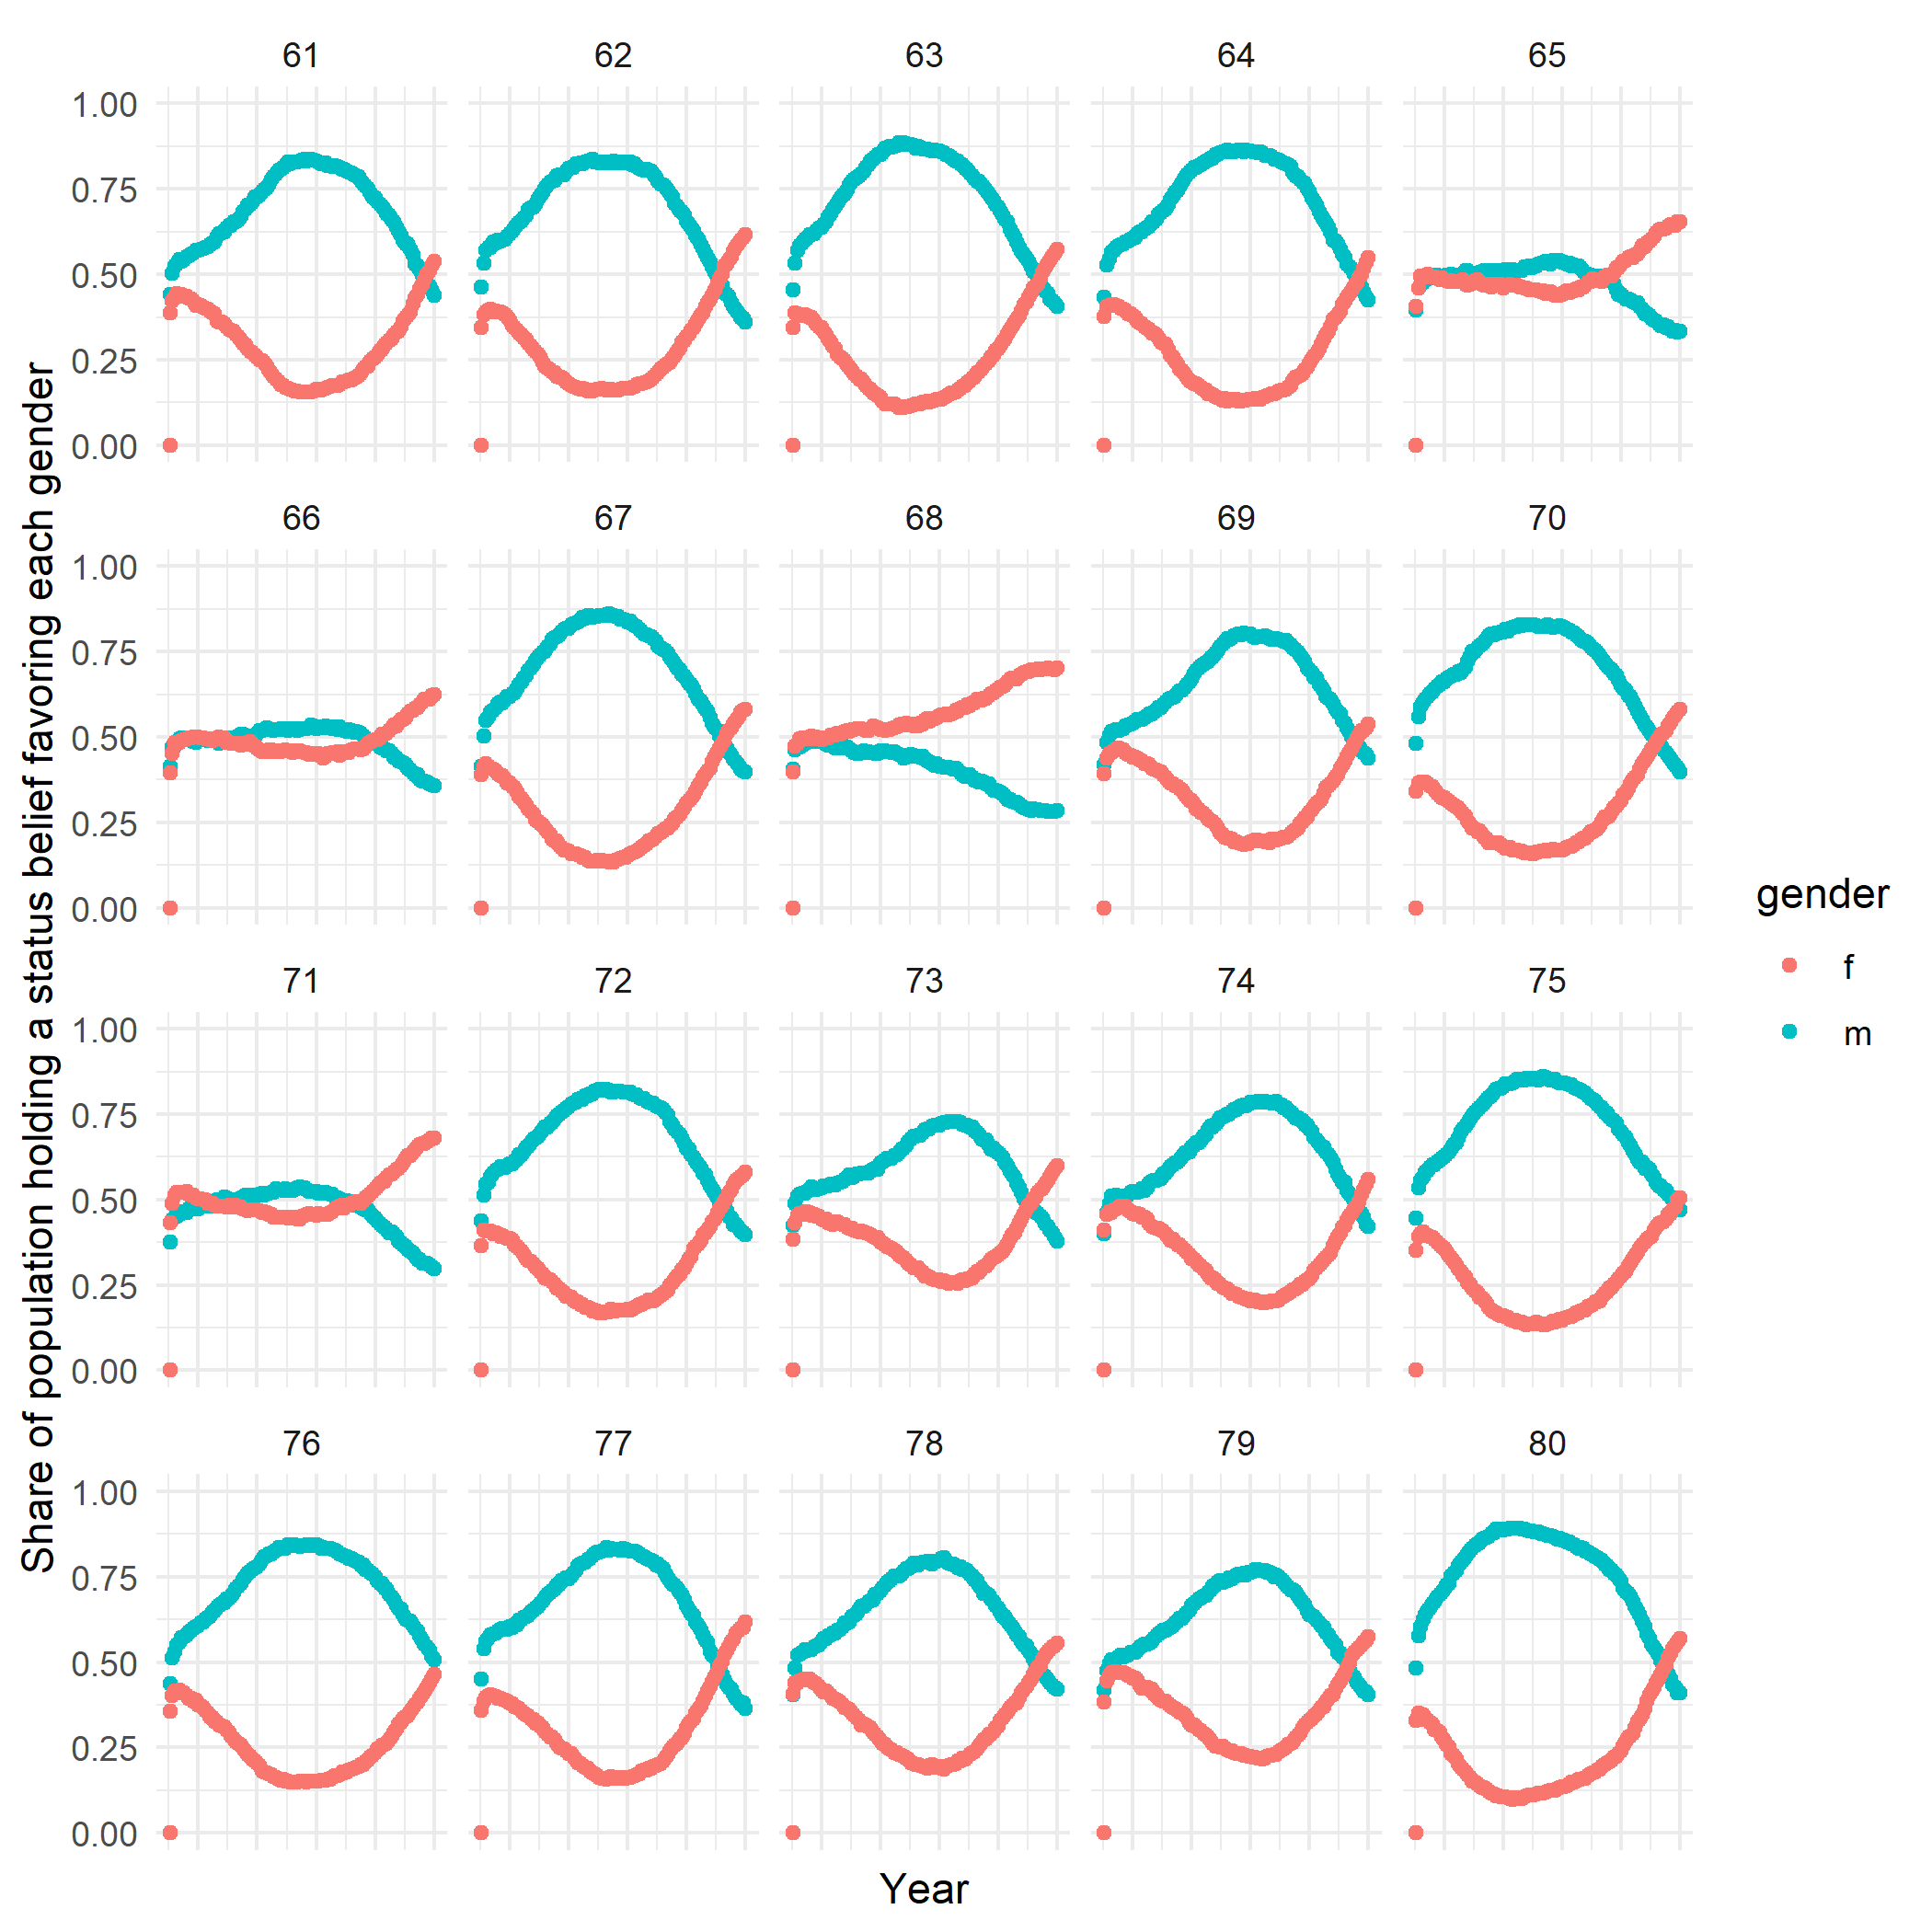 61 62 63 64 65
1.00
0.75
0.50
0.25
0.00
66 67 68 69 70
1.00
0.75
0.50
0.25
0.00
71 72 73 74 75
1.00
0.75
0.50
0.25
0.00
76 77 78 79 80
1.00
0.75
0.50
0.25
0.00
Share of population holding a status belief favoring each gender
Year
gender
f
m